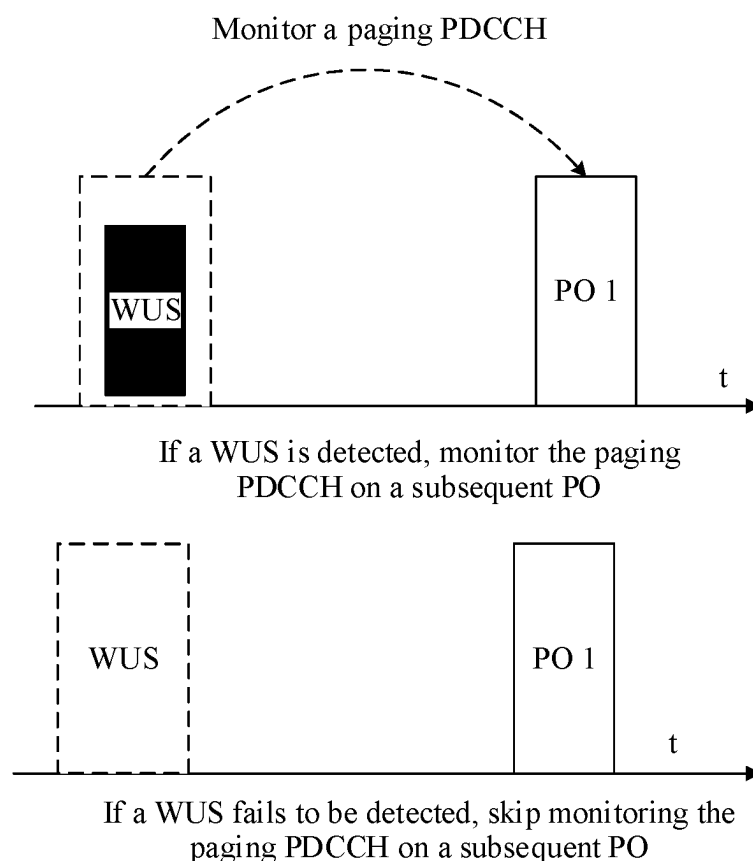 Monitor a paging PDCCH
WUS
PO 1
t
If a WUS is detected, monitor the paging
PDCCH on a subsequent PO
WUS
PO 1
t
If a WUS fails to be detected, skip monitoring the
paging PDCCH on a subsequent PO